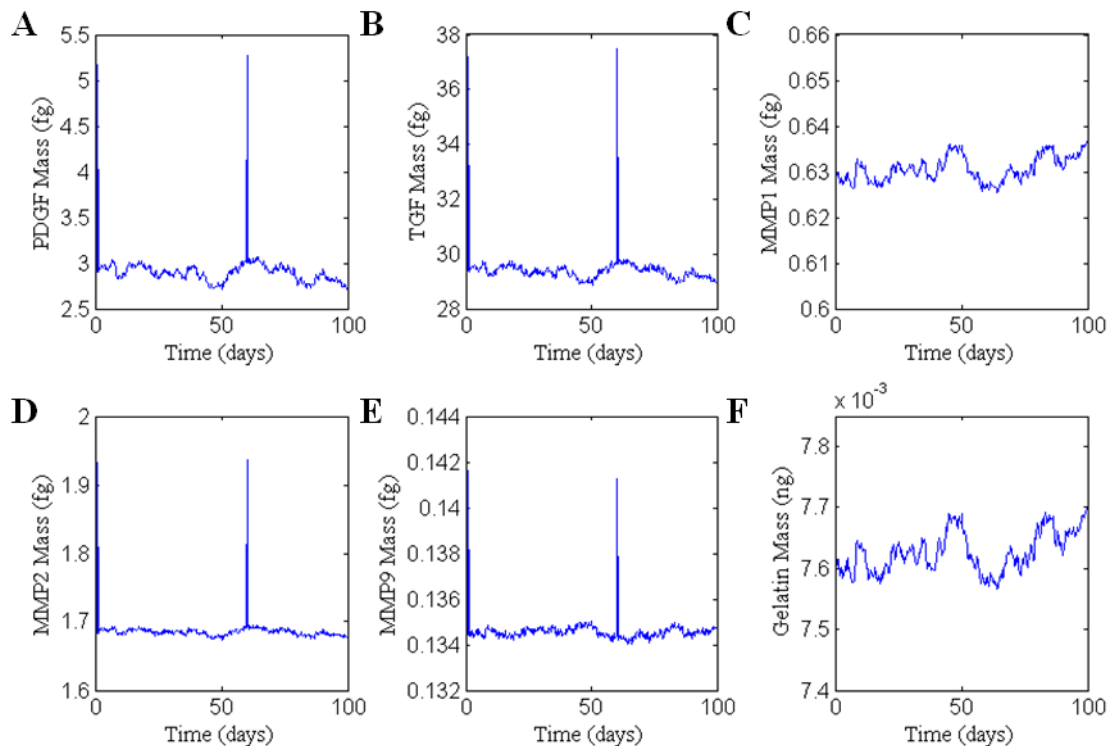 A
5.5
5
4.5
4
3.5
3
2.5
PDGF Mass (fg)
0 50 100
Time (days)
B
38
36
34
32
30
28
TGF Mass (fg)
0 50 100
Time (days)
C
0.66
0.65
0.64
0.63
0.62
0.61
0.6
MMP1 Mass (fg)
0 50 100
Time (days)
D
2
1.9
1.8
1.7
1.6
MMP2 Mass (fg)
0 50 100
Time (days)
E
0.144
0.142
0.14
0.138
0.136
0.134
0.132
MMP9 Mass (fg)
0 50 100
Time (days)
F
x 10⁻³
7.8
7.7
7.6
7.5
7.4
Gelatin Mass (ng)
0 50 100
Time (days)